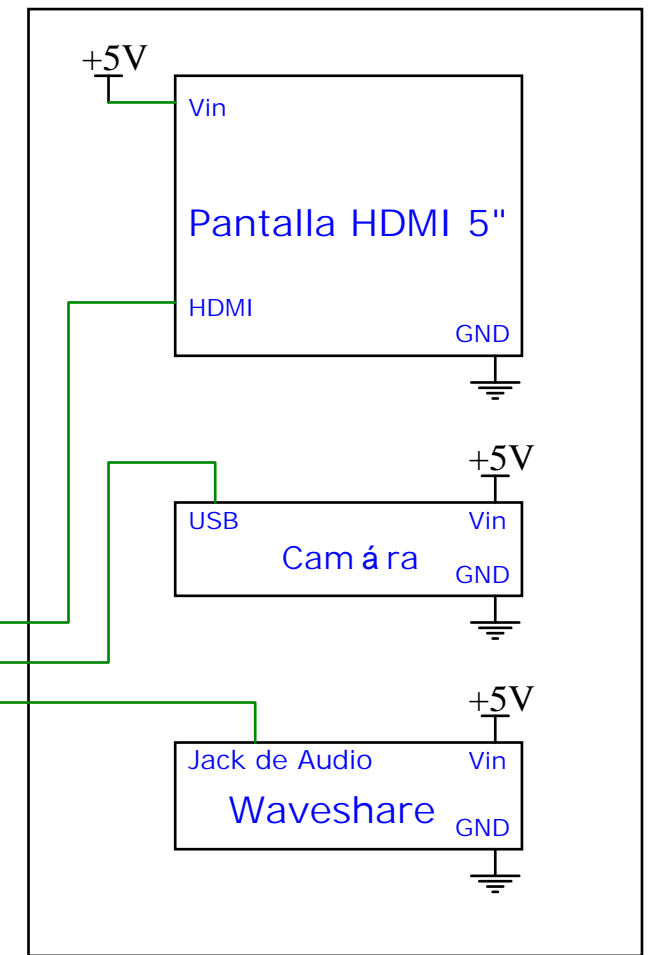 +5V
Vin
Pantalla HDMI 5"
HDMI
GND
+5V
USB
Vin
Camára
GND
+5V
Jack de Audio
Vin
Waveshare
GND